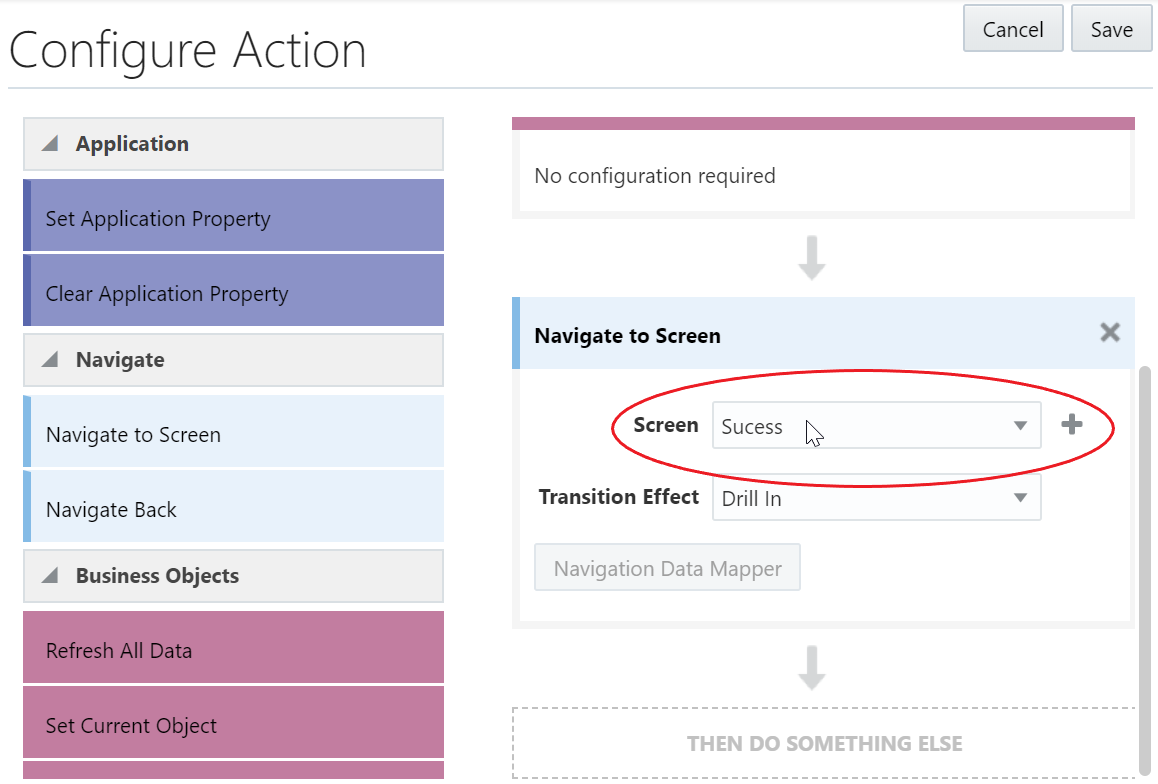 Configure Action
Cancel
Save
Application
Set Application Property
Clear Application Property
Navigate
Navigate to Screen
Navigate Back
Business Objects
Refresh All Data
Set Current Object
No configuration required
Navigate to Screen
Screen Sucess
Transition Effect Drill In
Navigation Data Mapper
THEN DO SOMETHING ELSE